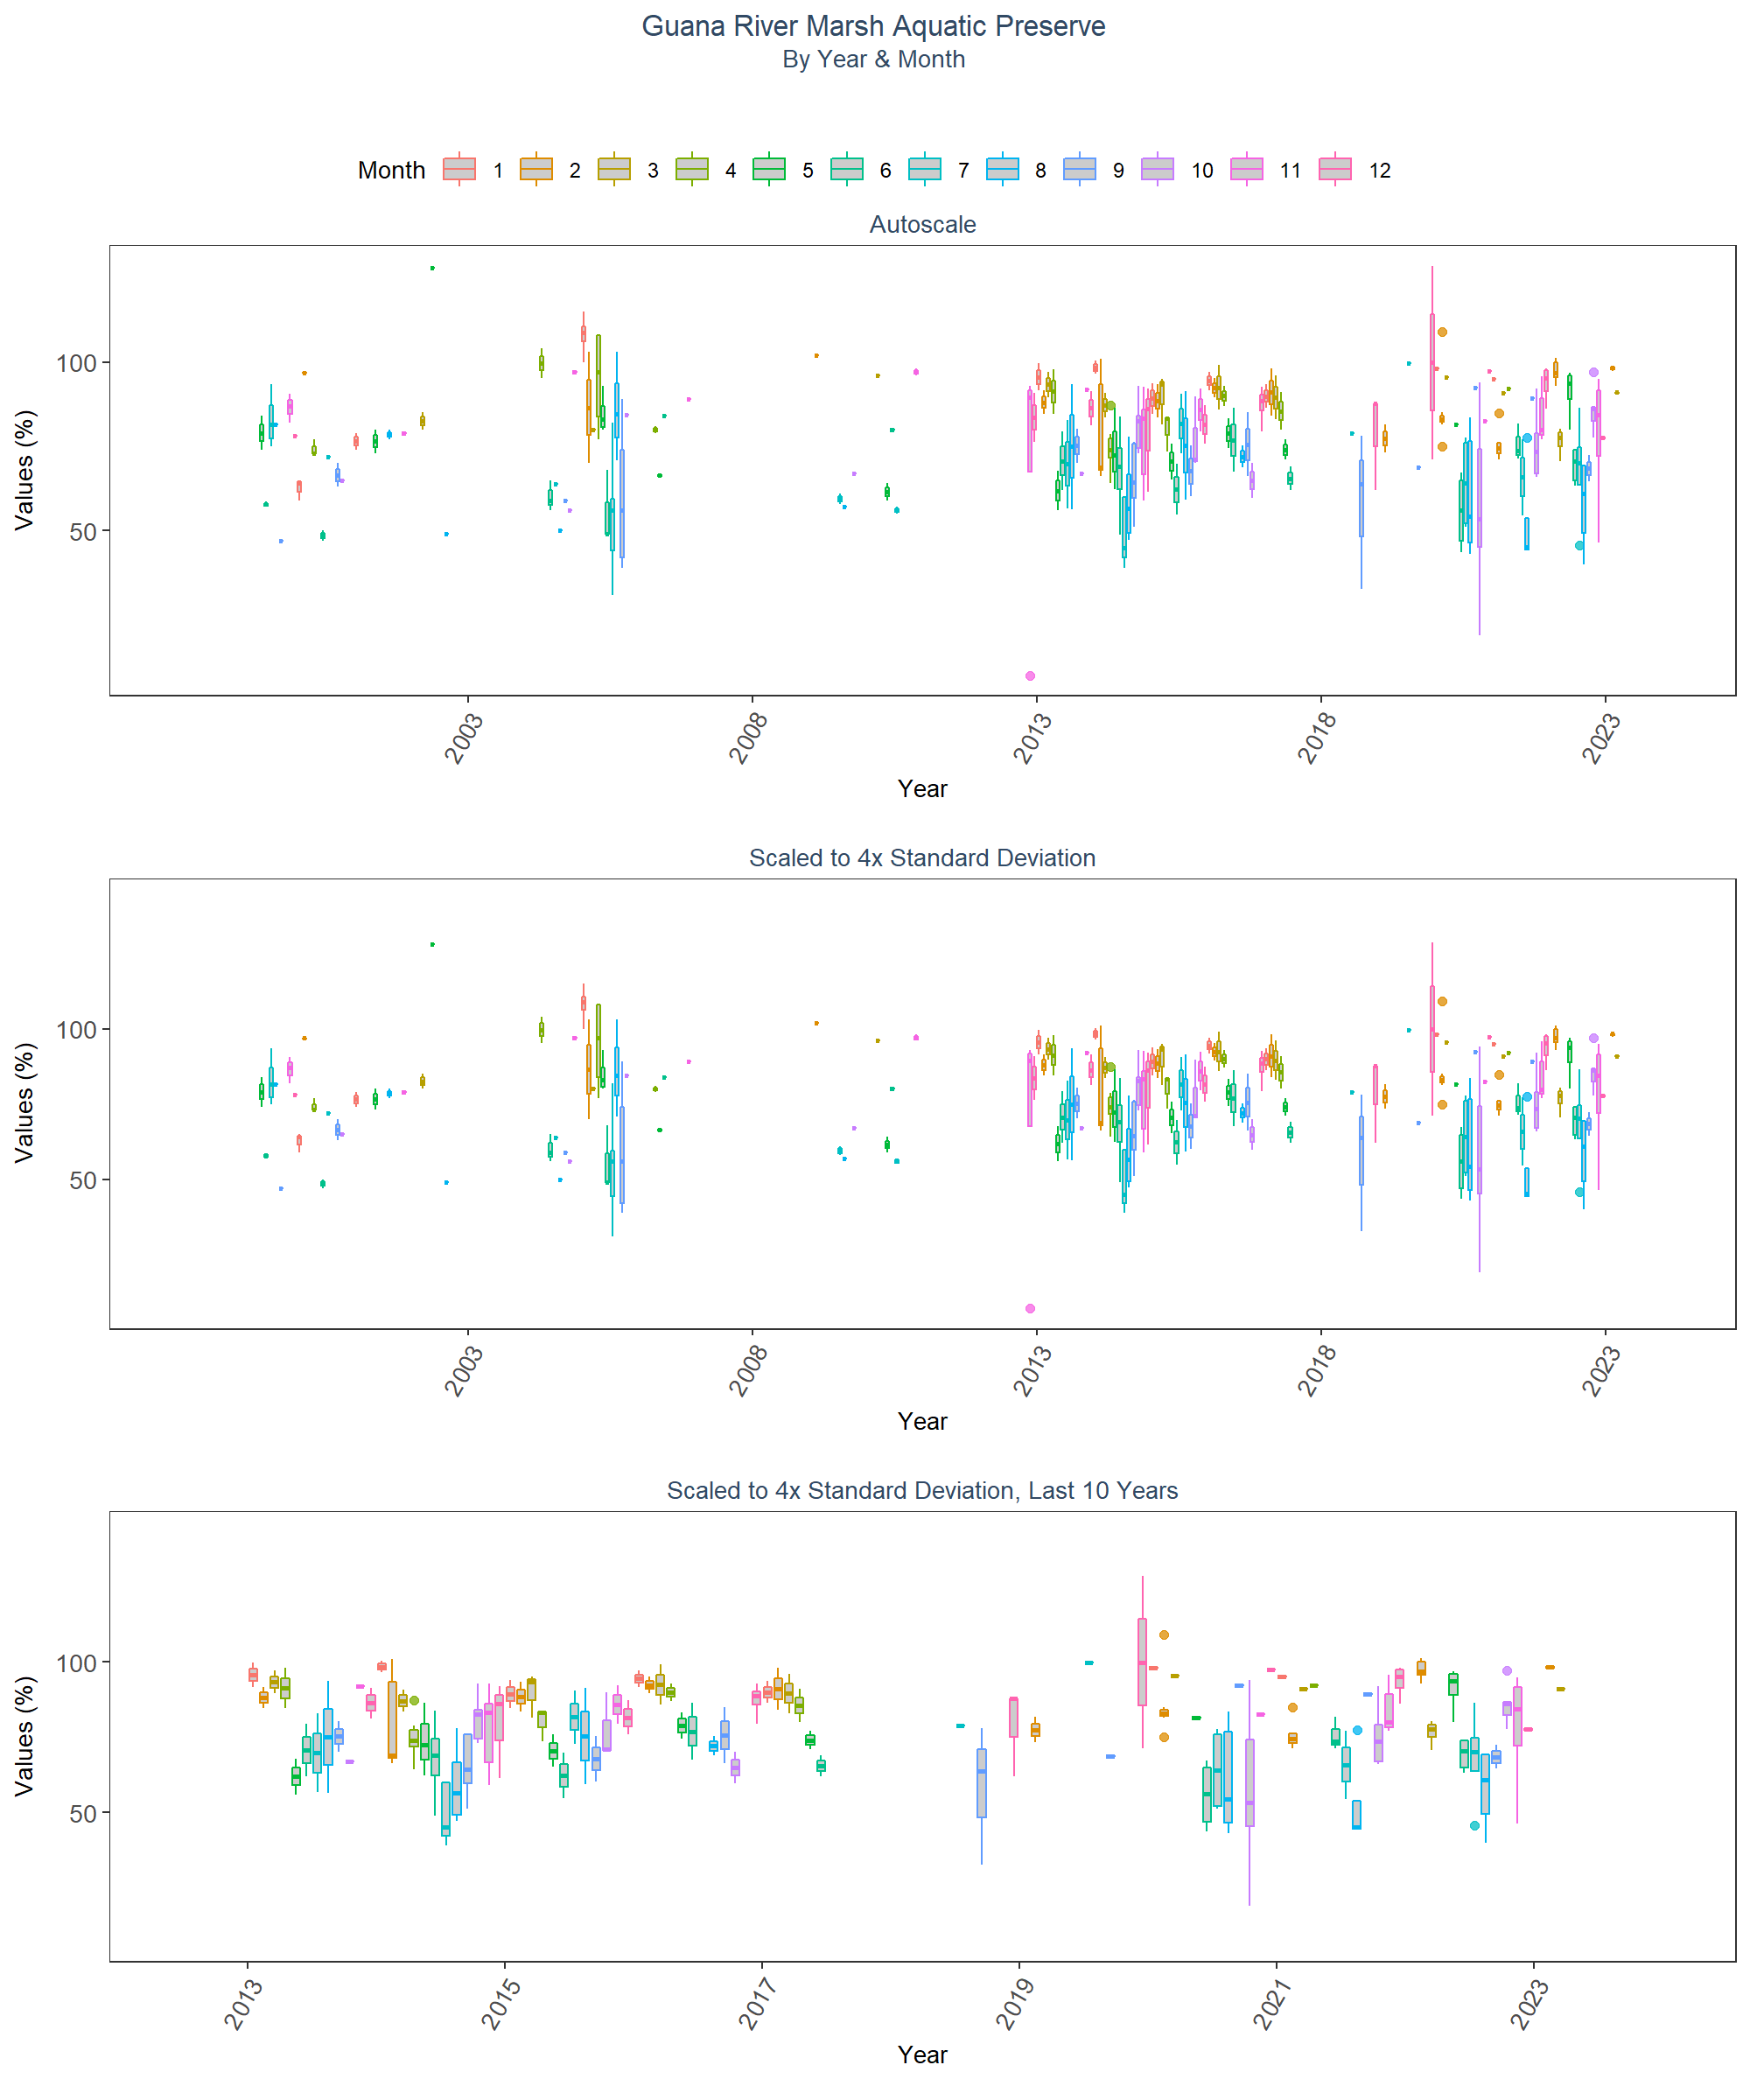 Guana River Marsh Aquatic Preserve
By Year & Month
Month 1 2 3 4 5 6 7 8 9 10 11 12
Autoscale
Values (%)
100
50
2003 2008 2013 2018 2023
Year
Scaled to 4x Standard Deviation
Values (%)
100
50
2003 2008 2013 2018 2023
Year
Scaled to 4x Standard Deviation, Last 10 Years
Values (%)
100
50
2013 2015 2017 2019 2021 2023
Year